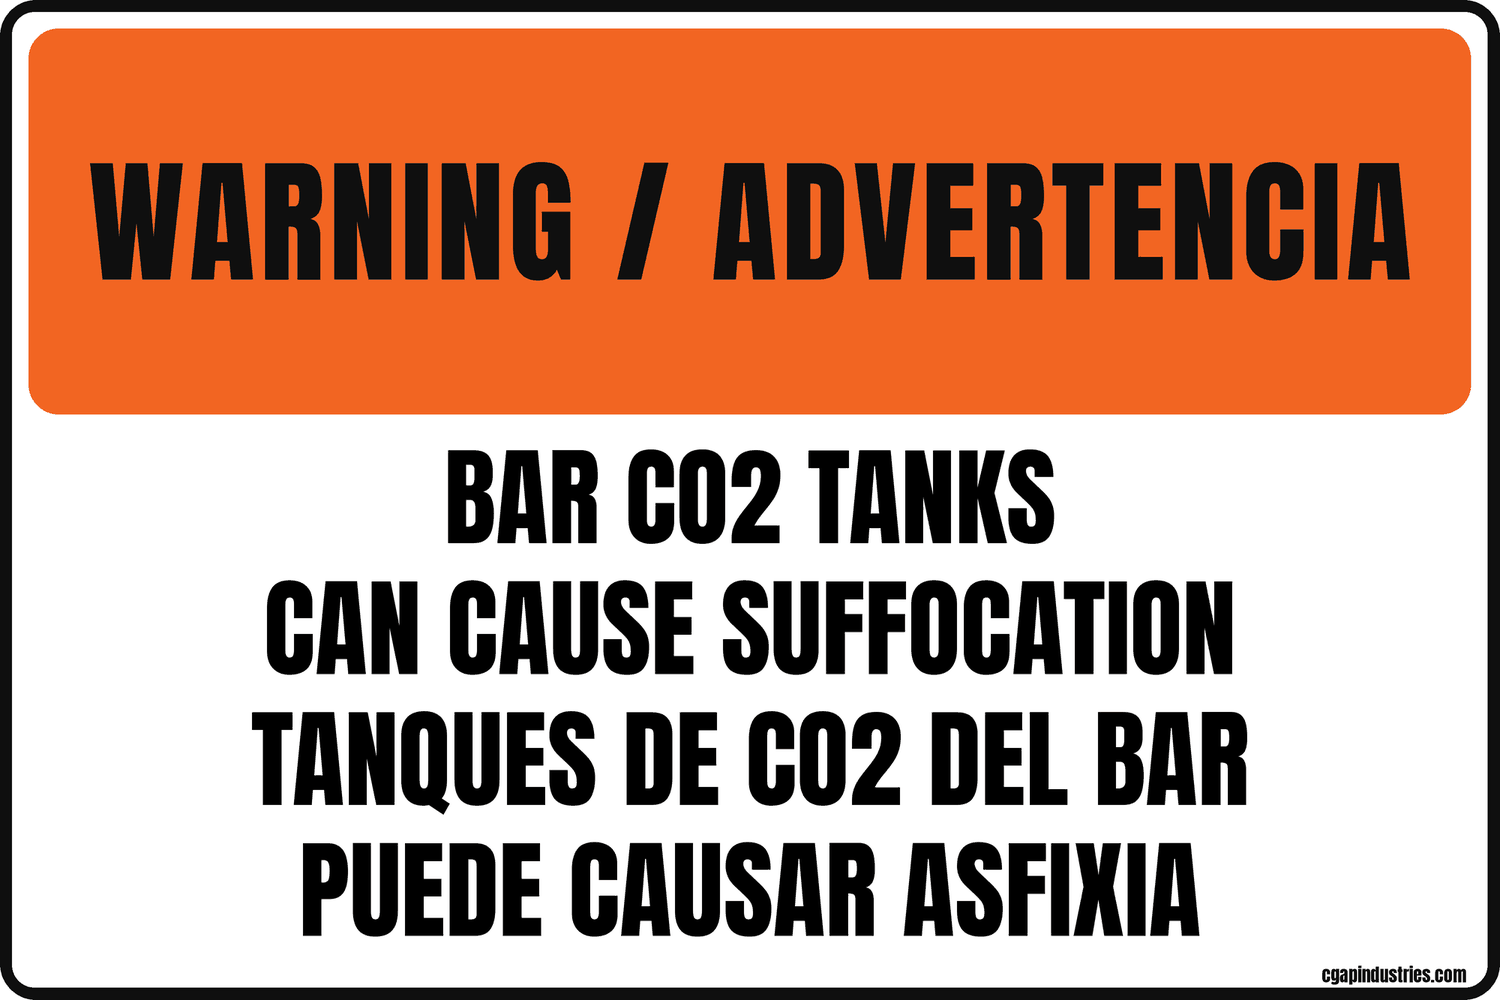 WARNING / ADVERTENCIA
BAR CO2 TANKS
CAN CAUSE SUFFOCATION
TANQUES DE CO2 DEL BAR
PUEDE CAUSAR ASFIXIA
cgapindustries.com